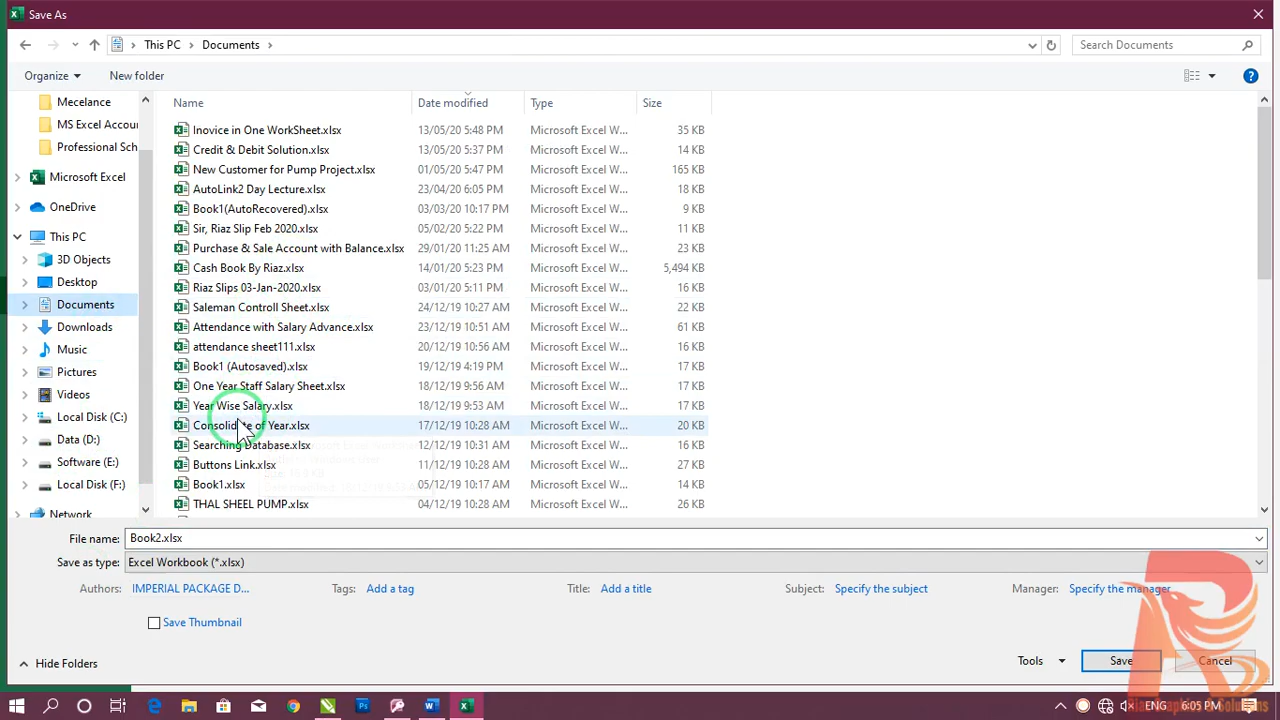 Save As
This PC
Documents
Search Documents
Organize
New folder
Mecelance
MS Excel Accou
Professional Sch
Microsoft Excel
OneDrive
This PC
3D Objects
Desktop
Documents
Downloads
Music
Pictures
Videos
Local Disk (C:)
Data (D:)
Software (E:)
Local Disk (F:)
Network
Name Date modified Type Size
Inovice in One WorkSheet.xlsx 13/05/20 5:48 PM Microsoft Excel W... 35 KB
Credit & Debit Solution.xlsx 13/05/20 5:37 PM Microsoft Excel W... 14 KB
New Customer for Pump Project.xlsx 01/05/20 5:47 PM Microsoft Excel W... 165 KB
AutoLink2 Day Lecture.xlsx 23/04/20 6:05 PM Microsoft Excel W... 18 KB
Book1(AutoRecovered).xlsx 03/03/20 10:17 PM Microsoft Excel W... 9 KB
Sir, Riaz Slip Feb 2020.xlsx 05/02/20 5:22 PM Microsoft Excel W... 11 KB
Purchase & Sale Account with Balance.xlsx 29/01/20 11:25 AM Microsoft Excel W... 23 KB
Cash Book By Riaz.xlsx 14/01/20 5:23 PM Microsoft Excel W... 5,494 KB
Riaz Slips 03-Jan-2020.xlsx 03/01/20 5:11 PM Microsoft Excel W... 17 KB
Saleman Controll Sheet.xlsx 24/12/19 10:27 AM Microsoft Excel W... 22 KB
Attendance with Salary Advance.xlsx 23/12/19 10:51 AM Microsoft Excel W... 61 KB
attendance sheet111.xlsx 20/12/19 10:56 AM Microsoft Excel W... 16 KB
Book1 (Autosaved).xlsx 19/12/19 4:19 PM Microsoft Excel W... 17 KB
One Year Staff Salary Sheet.xlsx 18/12/19 9:56 AM Microsoft Excel W... 17 KB
Year Wise Salary.xlsx 18/12/19 9:53 AM Microsoft Excel W... 17 KB
Consolidate of Year.xlsx 17/12/19 10:28 AM Microsoft Excel W... 20 KB
Searching Database.xlsx 12/12/19 10:31 AM Microsoft Excel W... 16 KB
Buttons Link.xlsx 11/12/19 10:28 AM Microsoft Excel W... 27 KB
Book1.xlsx 05/12/19 10:17 AM Microsoft Excel W... 14 KB
THAL SHEEL PUMP.xlsx 04/12/19 10:28 AM Microsoft Excel W... 26 KB
File name: Book2.xlsx
Save as type: Excel Workbook (*.xlsx)
Authors: IMPERIAL PACKAGE D... Tags: Add a tag Title: Add a title Subject: Specify the subject Manager: Specify the manager
Save Thumbnail
Hide Folders
Tools
Save
Cancel
ENG 6:05 PM